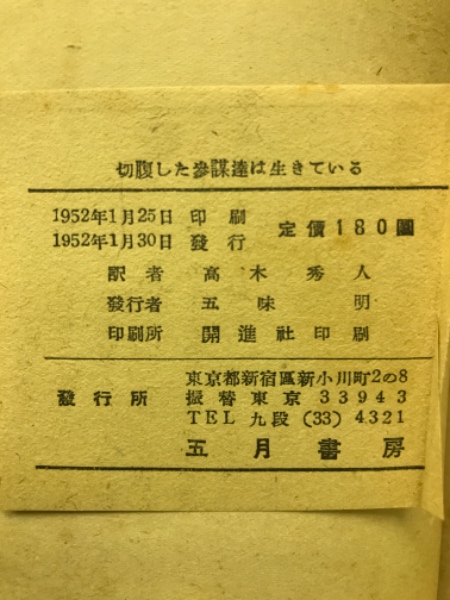 切腹した參謀達は生きている
1952年1月25日 印刷
1952年1月30日 發行
定價180圓
訳者 高木秀人
發行者 五味明
印刷所 開進社印刷
東京都新宿區新小川町2の8
發行所 振替東京 33943
TEL 九段 (33) 4321
五月書房